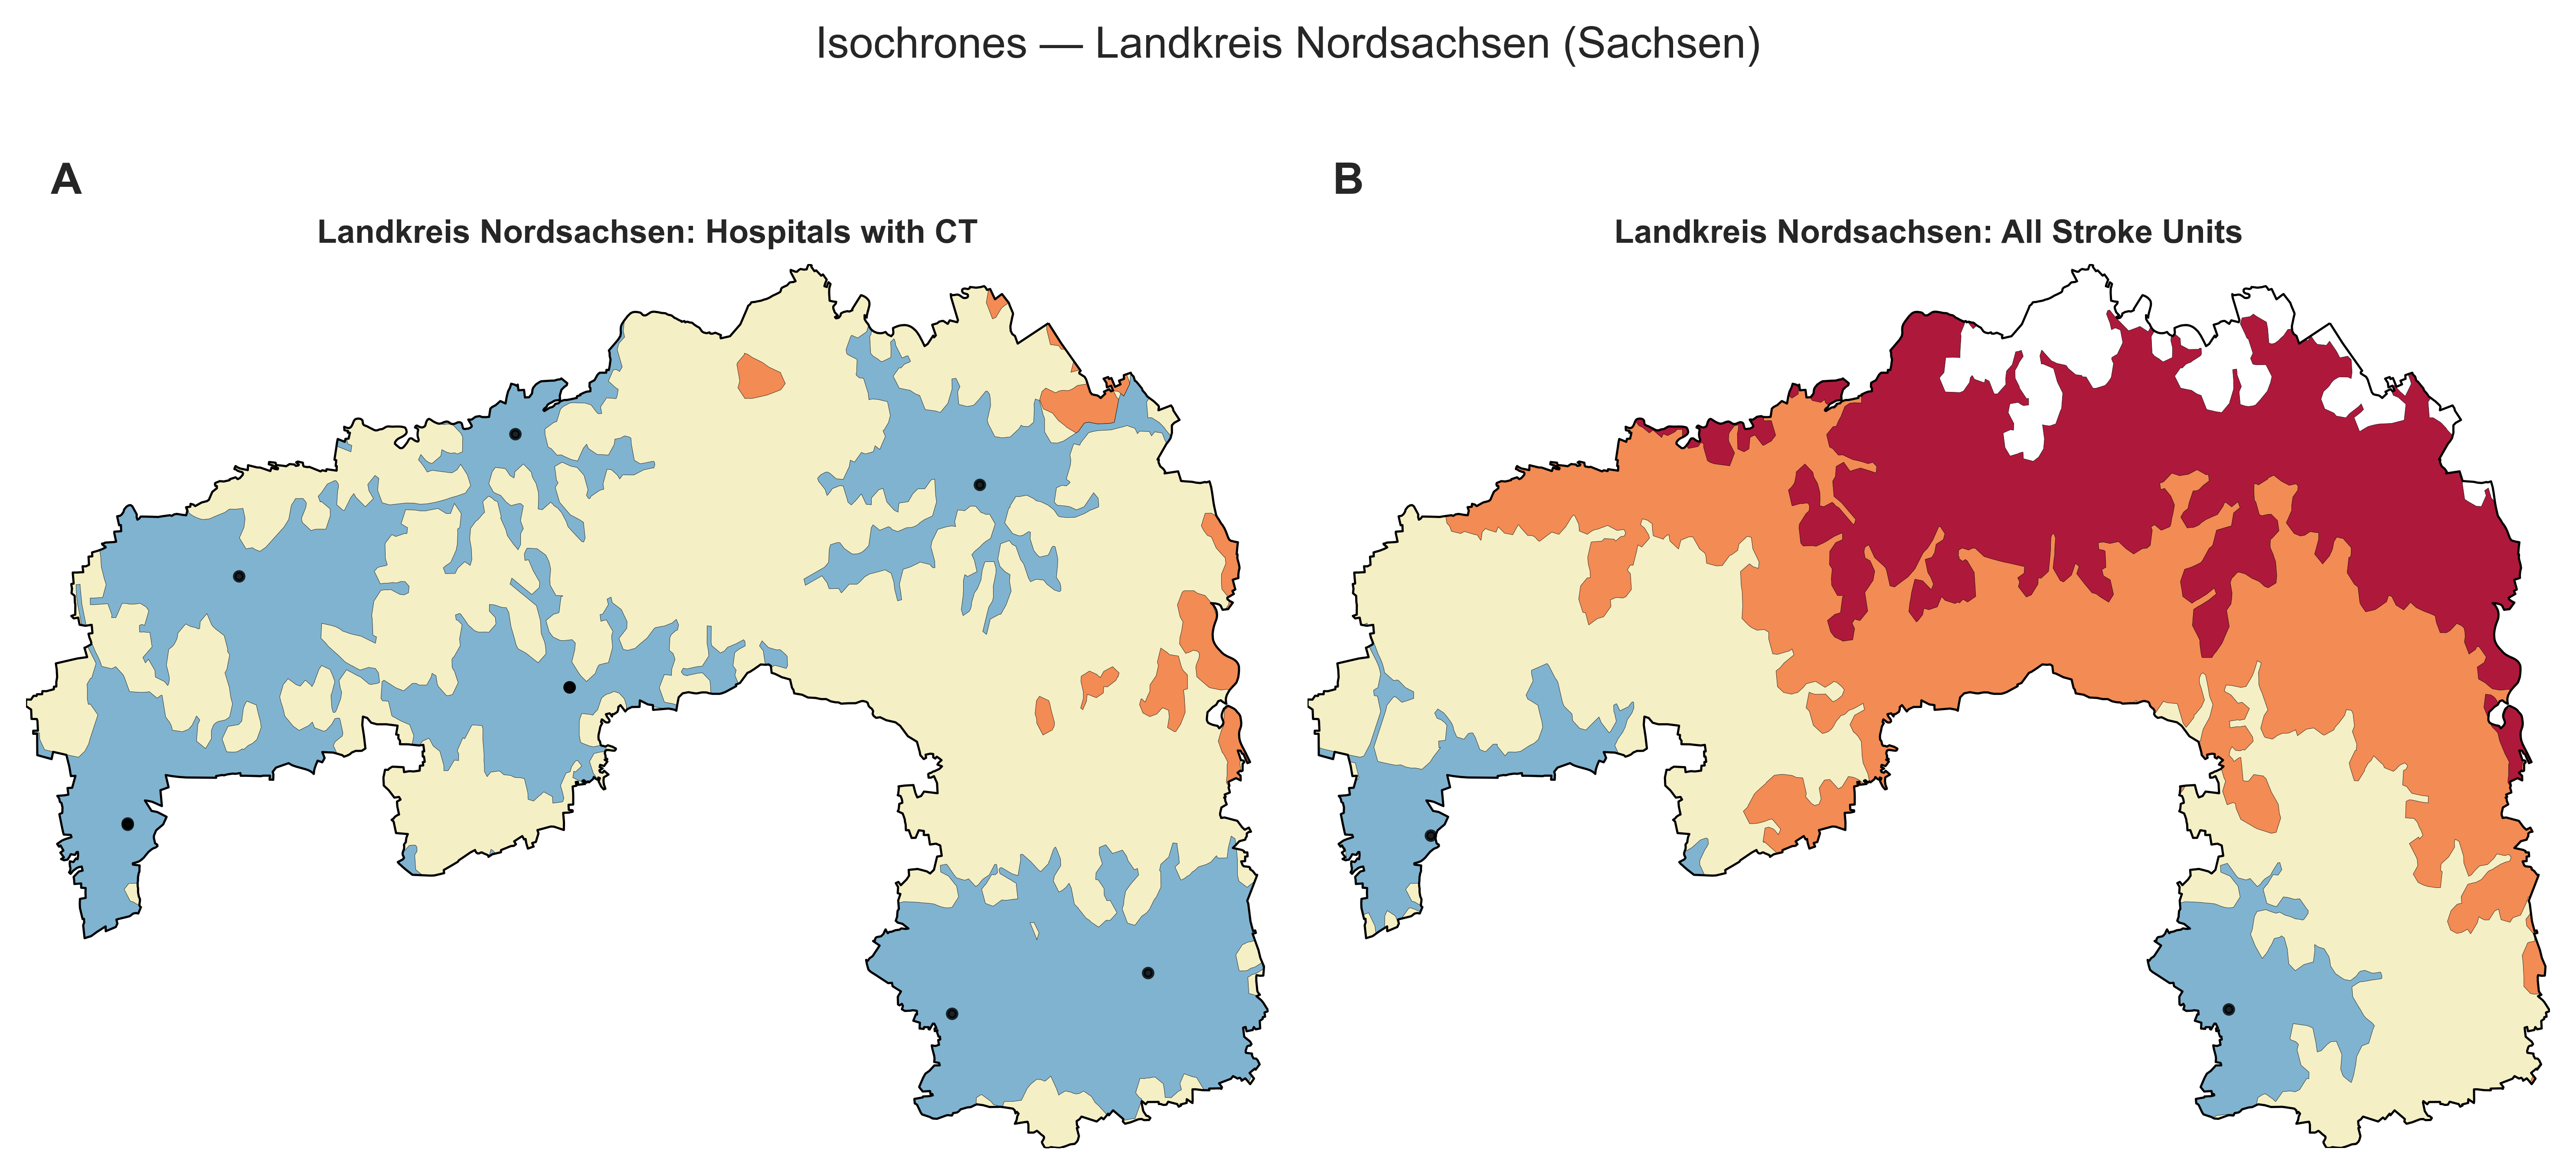 Isochrones — Landkreis Nordsachsen (Sachsen)
A
Landkreis Nordsachsen: Hospitals with CT
B
Landkreis Nordsachsen: All Stroke Units